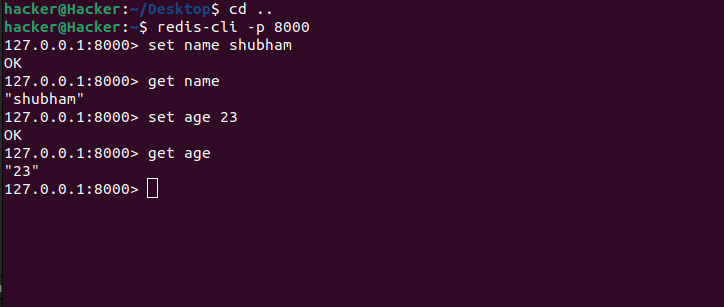 hacker@Hacker:~/Desktop$ cd ..
hacker@Hacker:~$ redis-cli -p 8000
127.0.0.1:8000> set name shubham
OK
127.0.0.1:8000> get name
"shubham"
127.0.0.1:8000> set age 23
OK
127.0.0.1:8000> get age
"23"
127.0.0.1:8000>